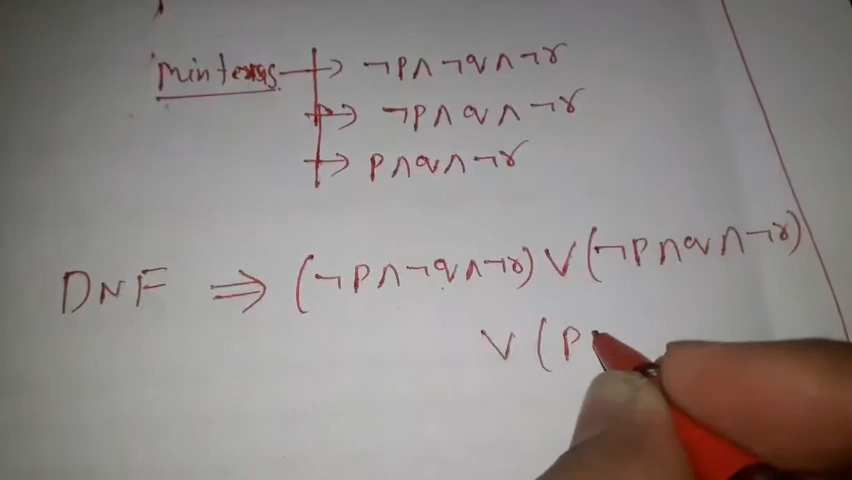 Minterms → ¬p∧¬q∧¬r
→ ¬p∧q∧¬r
→ p∧q∧¬r
DNF ⇒ (¬p∧¬q∧¬r) ∨ (¬p∧q∧¬r)
∨ (p